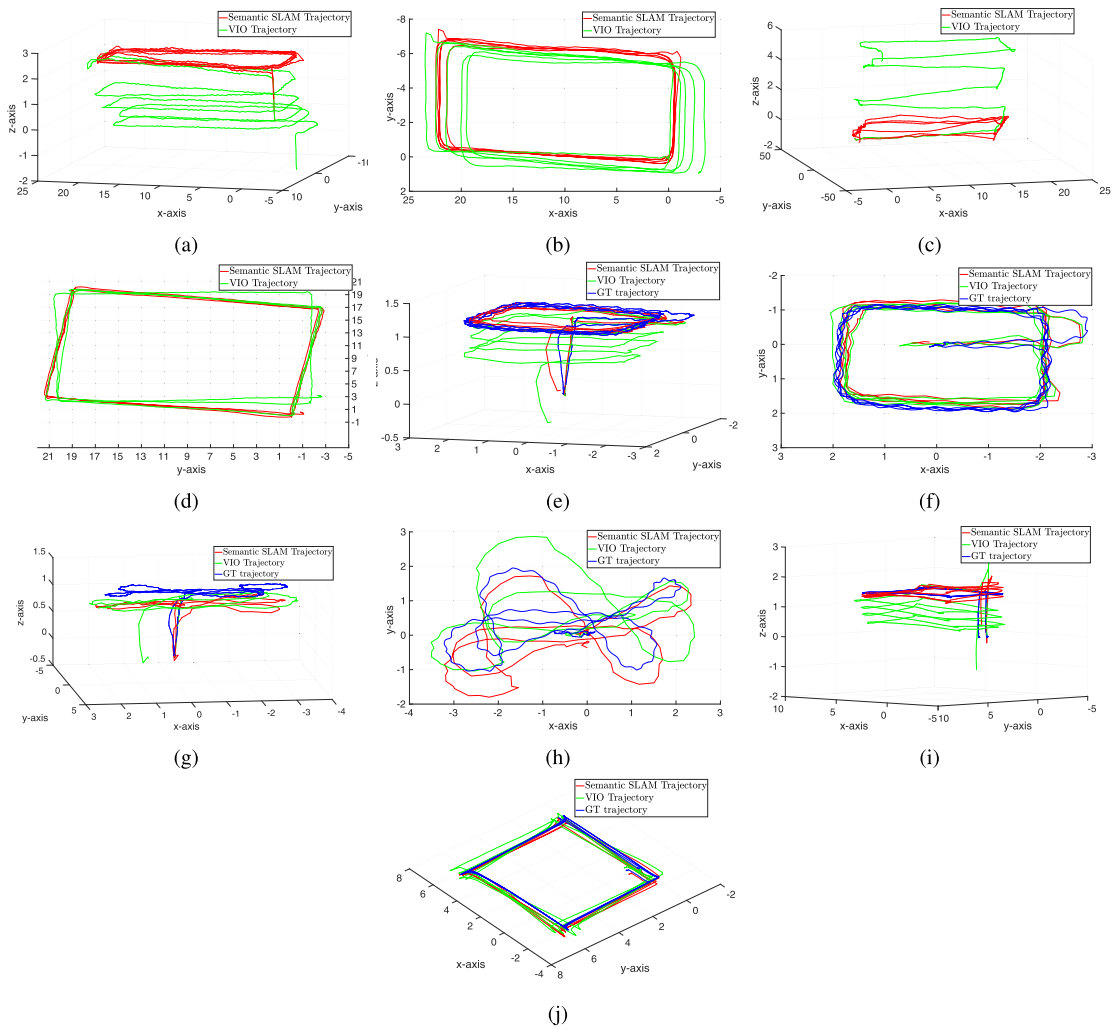 Semantic SLAM Trajectory
VIO Trajectory
3
2
1
0
-1
-2
z-axis
25
20
15
10
5
0
-5
x-axis
10
0
-10
y-axis
(a)
Semantic SLAM Trajectory
VIO Trajectory
-8
-6
-4
-2
0
2
y-axis
25
20
15
10
5
0
-5
x-axis
(b)
Semantic SLAM Trajectory
VIO Trajectory
6
4
2
0
-2
z-axis
50
0
-50
y-axis
-5
0
5
10
15
20
25
x-axis
(c)
Semantic SLAM Trajectory
VIO Trajectory
21
19
17
15
13
11
9
7
5
3
1
-1
21
19
17
15
13
11
9
7
5
3
1
-1
-3
-5
y-axis
(d)
Semantic SLAM Trajectory
VIO Trajectory
GT trajectory
1.5
1
0.5
0
-0.5
3
2
1
0
-1
-2
-3
x-axis
2
0
-2
y-axis
(e)
Semantic SLAM Trajectory
VIO Trajectory
GT trajectory
-2
-1
0
1
2
3
y-axis
3
2
1
0
-1
-2
-3
x-axis
(f)
Semantic SLAM Trajectory
VIO Trajectory
GT trajectory
1.5
1
0.5
0
-0.5
z-axis
-5
0
5
y-axis
3
2
1
0
-1
-2
-3
-4
x-axis
(g)
Semantic SLAM Trajectory
VIO Trajectory
GT trajectory
3
2
1
0
-1
-2
y-axis
-4
-3
-2
-1
0
1
2
3
x-axis
(h)
Semantic SLAM Trajectory
VIO Trajectory
GT trajectory
3
2
1
0
-1
-2
z-axis
10
5
0
-5
x-axis
10
5
0
-5
y-axis
(i)
Semantic SLAM Trajectory
VIO Trajectory
GT trajectory
8
6
4
2
0
-2
-4
x-axis
8
6
4
2
0
-2
y-axis
(j)